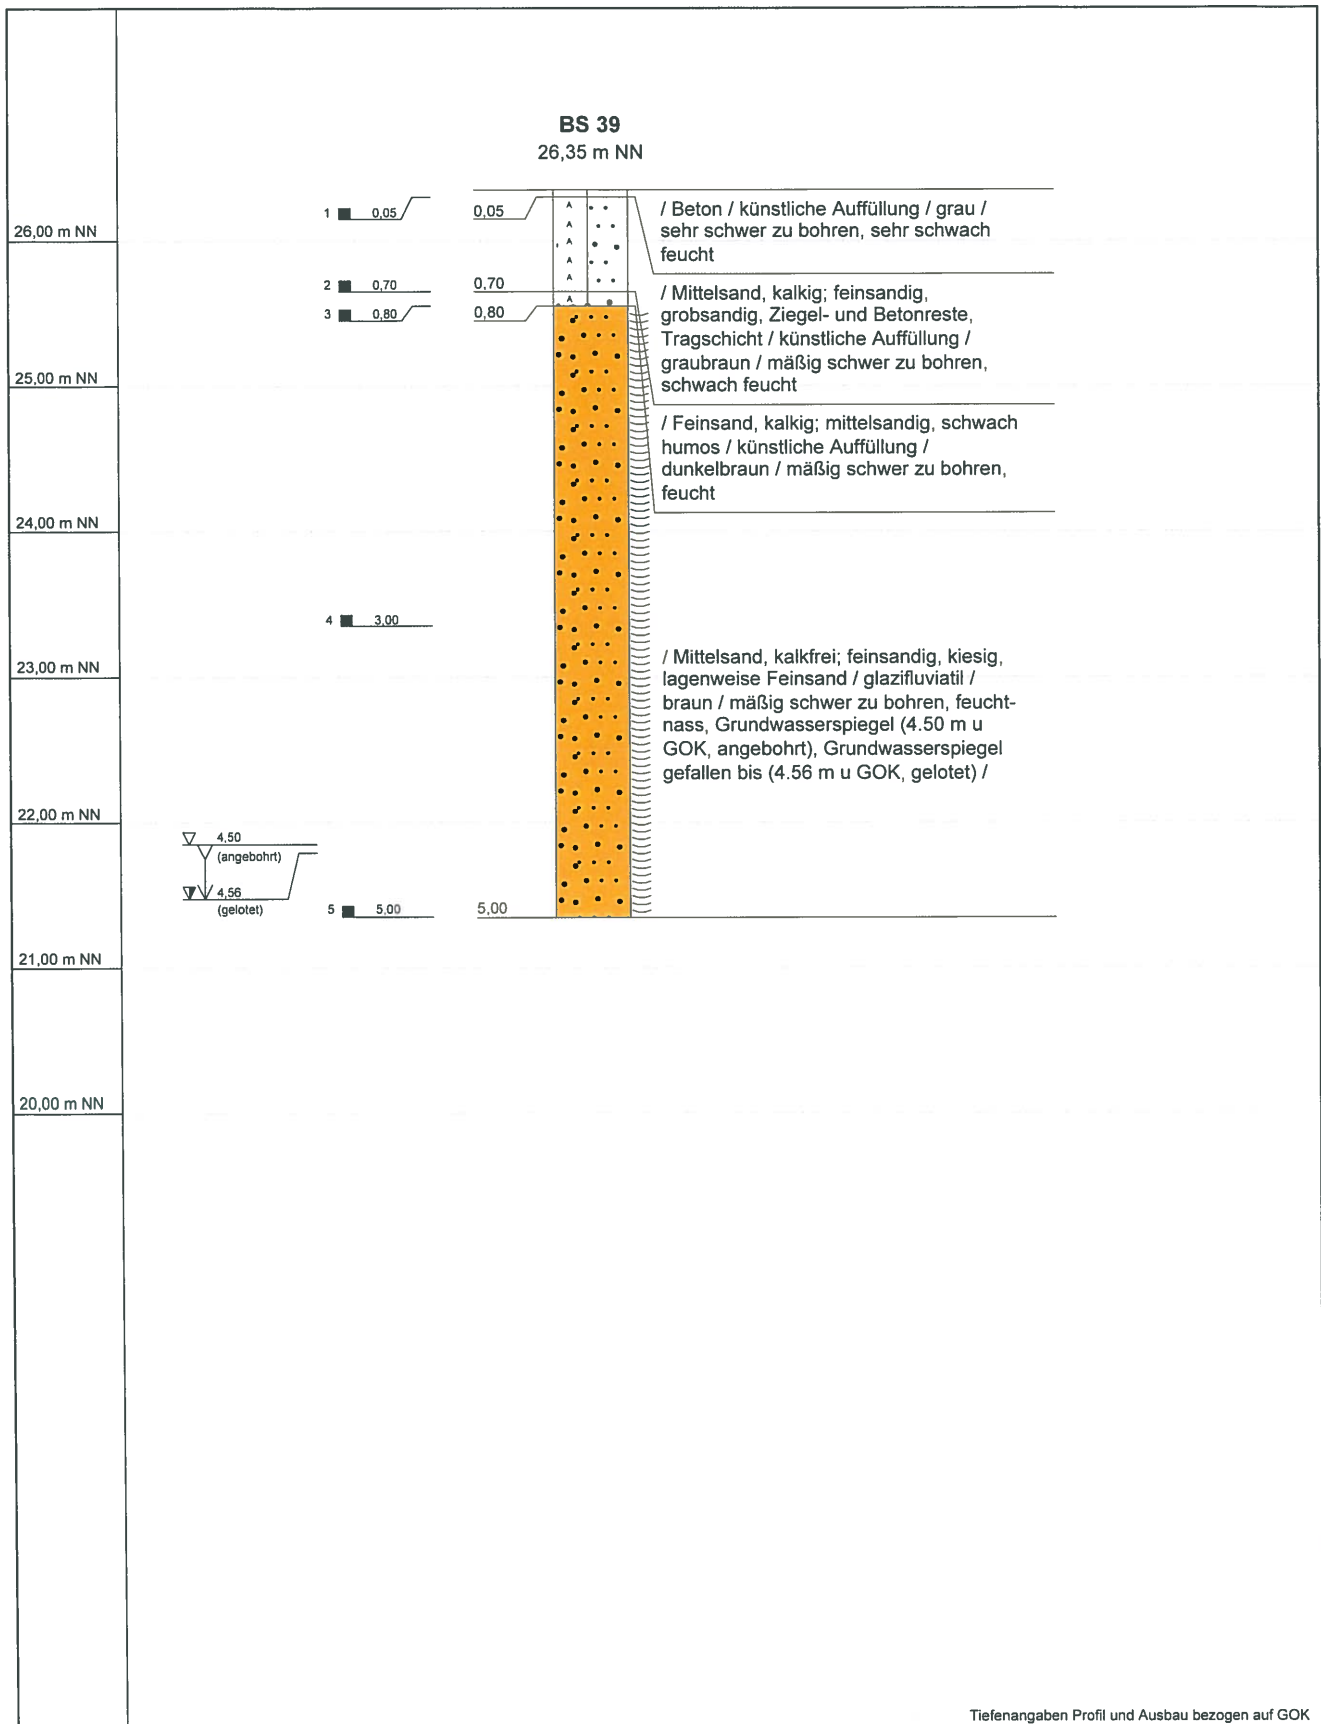 BS 39
26,35 m NN
26,00 m NN
25,00 m NN
24,00 m NN
23,00 m NN
22,00 m NN
21,00 m NN
20,00 m NN
1 0,05
2 0,70
3 0,80
4 3,00
5 5,00
4,50
(angebohrt)
4,56
(gelotet)
0,05
0,70
0,80
5,00
/ Beton / künstliche Auffüllung / grau /
sehr schwer zu bohren, sehr schwach
feucht
/ Mittelsand, kalkig; feinsandig,
grobsandig, Ziegel- und Betonreste,
Tragschicht / künstliche Auffüllung /
graubraun / mäßig schwer zu bohren,
schwach feucht
/ Feinsand, kalkig; mittelsandig, schwach
humos / künstliche Auffüllung /
dunkelbraun / mäßig schwer zu bohren,
feucht
/ Mittelsand, kalkfrei; feinsandig, kiesig,
lagenweise Feinsand / glazifluviatil /
braun / mäßig schwer zu bohren, feucht-
nass, Grundwasserspiegel (4.50 m u
GOK, angebohrt), Grundwasserspiegel
gefallen bis (4.56 m u GOK, gelotet) /
A
A
A
A
A
A
Tiefenangaben Profil und Ausbau bezogen auf GOK